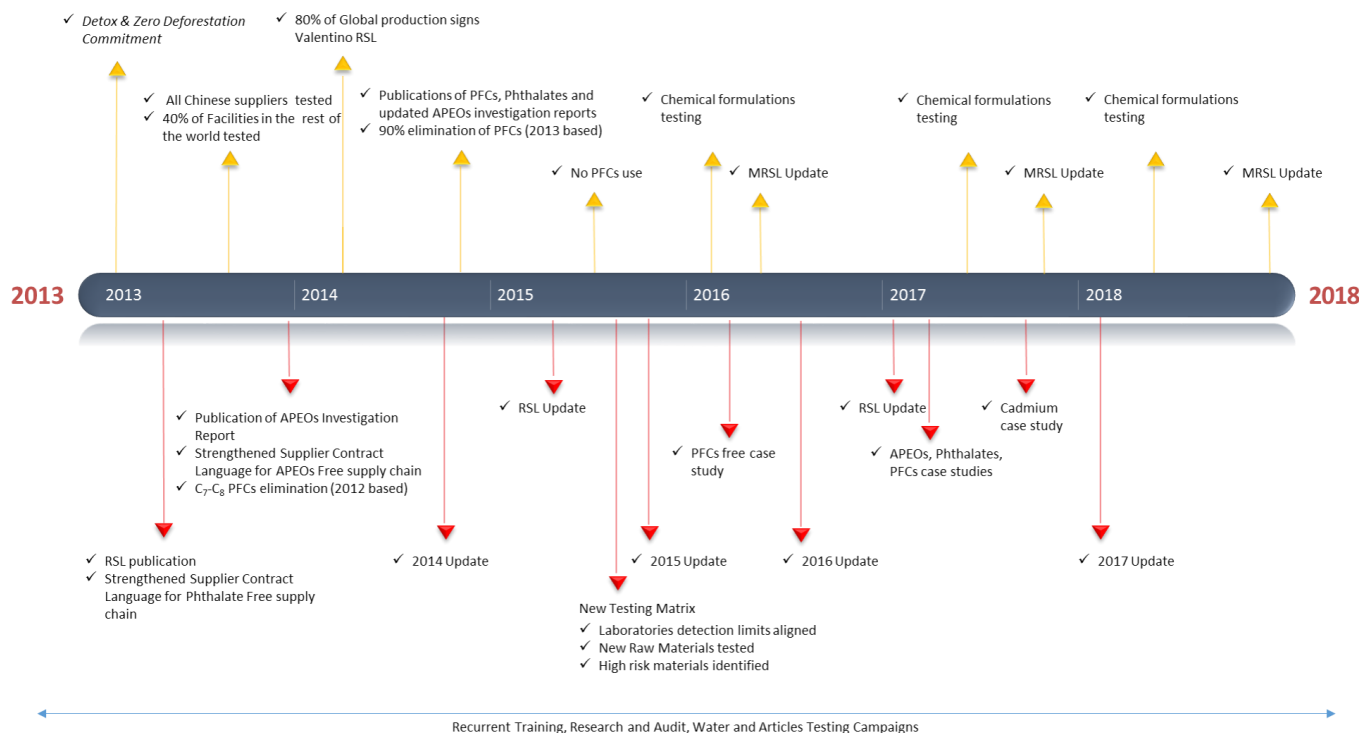 ✓ Detox & Zero Deforestation
Commitment
✓ 80% of Global production signs
Valentino RSL
✓ All Chinese suppliers tested
✓ 40% of Facilities in the rest of
the world tested
✓ Publications of PFCs, Phthalates and
updated APEOs investigation reports
✓ 90% elimination of PFCs (2013 based)
✓ No PFCs use
✓ Chemical formulations
testing
✓ MRSL Update
✓ Chemical formulations
testing
✓ MRSL Update
✓ Chemical formulations
testing
✓ MRSL Update
2013
2013
2014
2015
2016
2017
2018
2018
✓ RSL publication
✓ Strengthened Supplier Contract
Language for Phthalate Free supply
chain
✓ Publication of APEOs Investigation
Report
✓ Strengthened Supplier Contract
Language for APEOs Free supply chain
✓ C₇-C₈ PFCs elimination (2012 based)
✓ 2014 Update
✓ RSL Update
New Testing Matrix
✓ Laboratories detection limits aligned
✓ New Raw Materials tested
✓ High risk materials identified
✓ 2015 Update
✓ PFCs free case
study
✓ 2016 Update
✓ RSL Update
✓ APEOs, Phthalates,
PFCs case studies
✓ Cadmium
case study
✓ 2017 Update
Recurrent Training, Research and Audit, Water and Articles Testing Campaigns